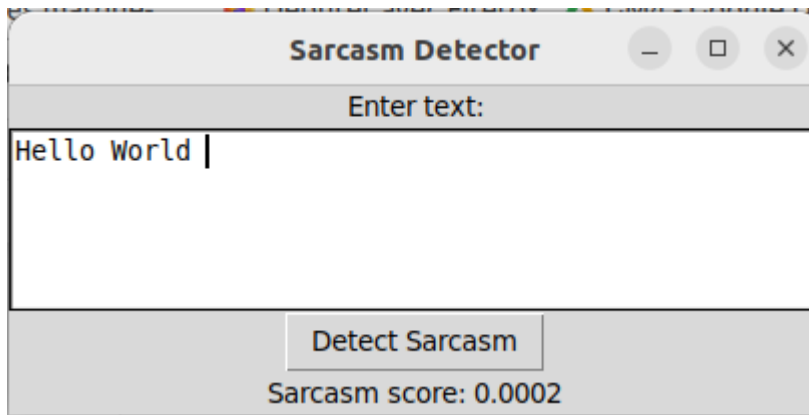 Sarcasm Detector
Enter text:
Hello World
Detect Sarcasm
Sarcasm score: 0.0002